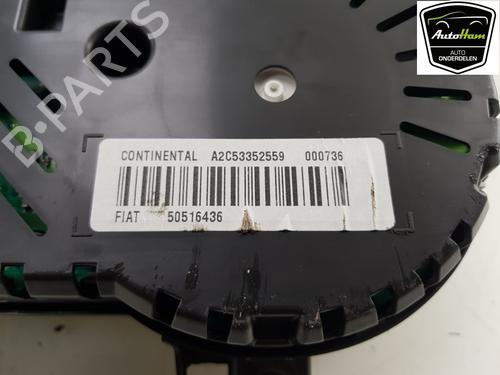 AutoHam
AUTO
ONDERDELEN
B-PARTS
CONTINENTAL A2C53352559 000736
FIAT 50516436